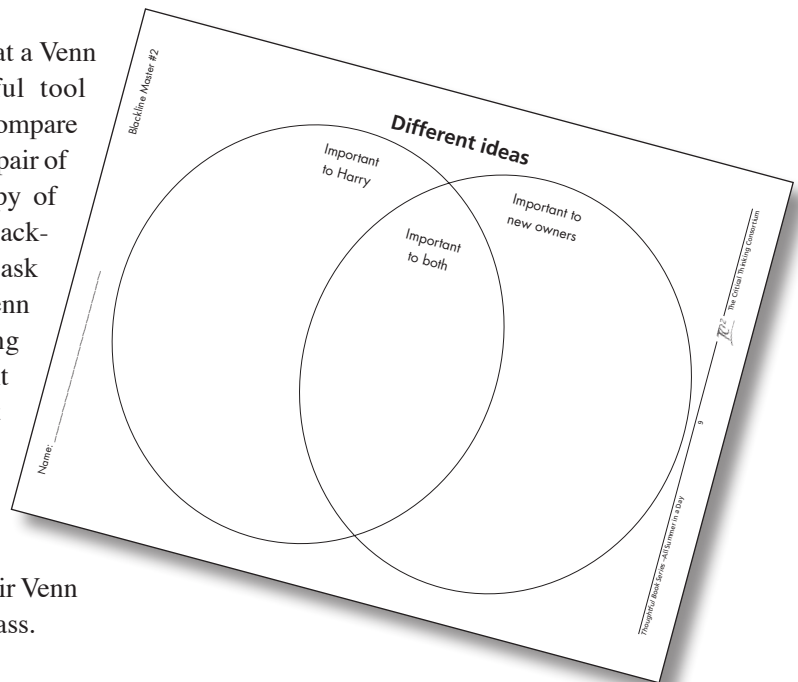 at a Venn
ful tool
ompare
pair of
by of
ack-
ask
enn
ng
t
ir Venn
ass.
Blackline Master #2
Name:
Different ideas
Important
to Harry
Important
to both
Important to
new owners
The Critical Thinking Consortium
9
Thoughtful Book Series–All Summer in a Day